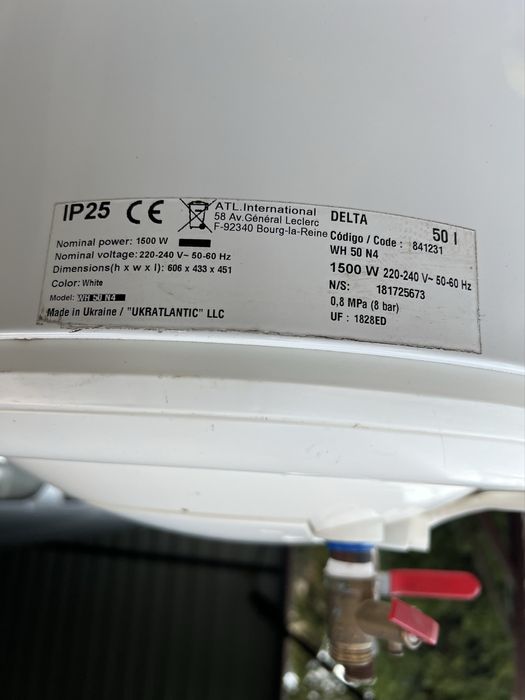 IP25 CE
ATL.International
58 Av.Général Leclerc
F-92340 Bourg-la-Reine
Nominal power: 1500 W
Nominal voltage: 220-240 V~ 50-60 Hz
Dimensions(h x w x l): 606 x 433 x 451
Color: White
Model: WH 50 N4
Made in Ukraine / "UKRATLANTIC" LLC
DELTA 50 l
Código / Code : 841231
WH 50 N4
1500 W 220-240 V~ 50-60 Hz
N/S: 181725673
0,8 MPa (8 bar)
UF : 1828ED